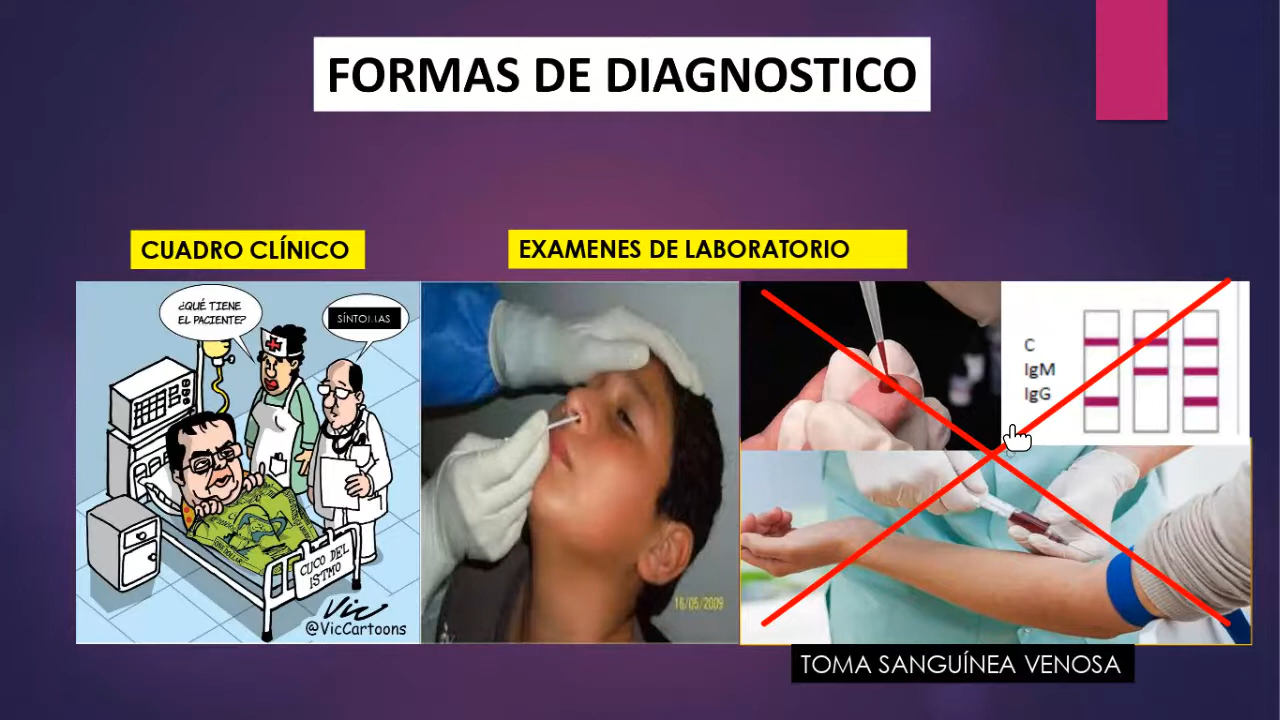 FORMAS DE DIAGNOSTICO
CUADRO CLÍNICO
EXAMENES DE LABORATORIO
¿QUÉ TIENE
EL PACIENTE?
CUCO DEL
ISTMO
Vic
@VicCartoons
16/05/2009
C
IgM
IgG
TOMA SANGUÍNEA VENOSA